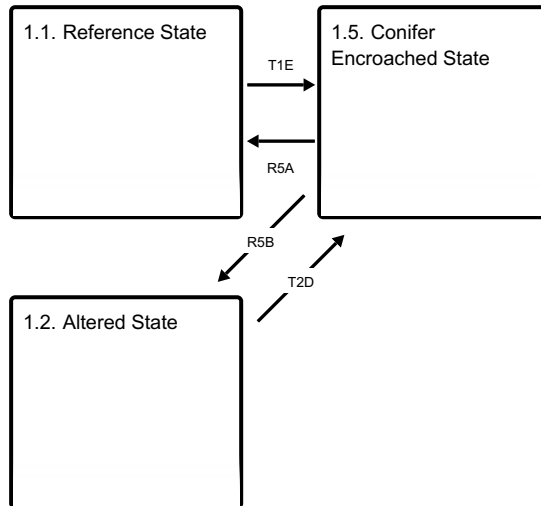 1.1. Reference State
1.5. Conifer
Encroached State
T1E
R5A
R5B
T2D
1.2. Altered State